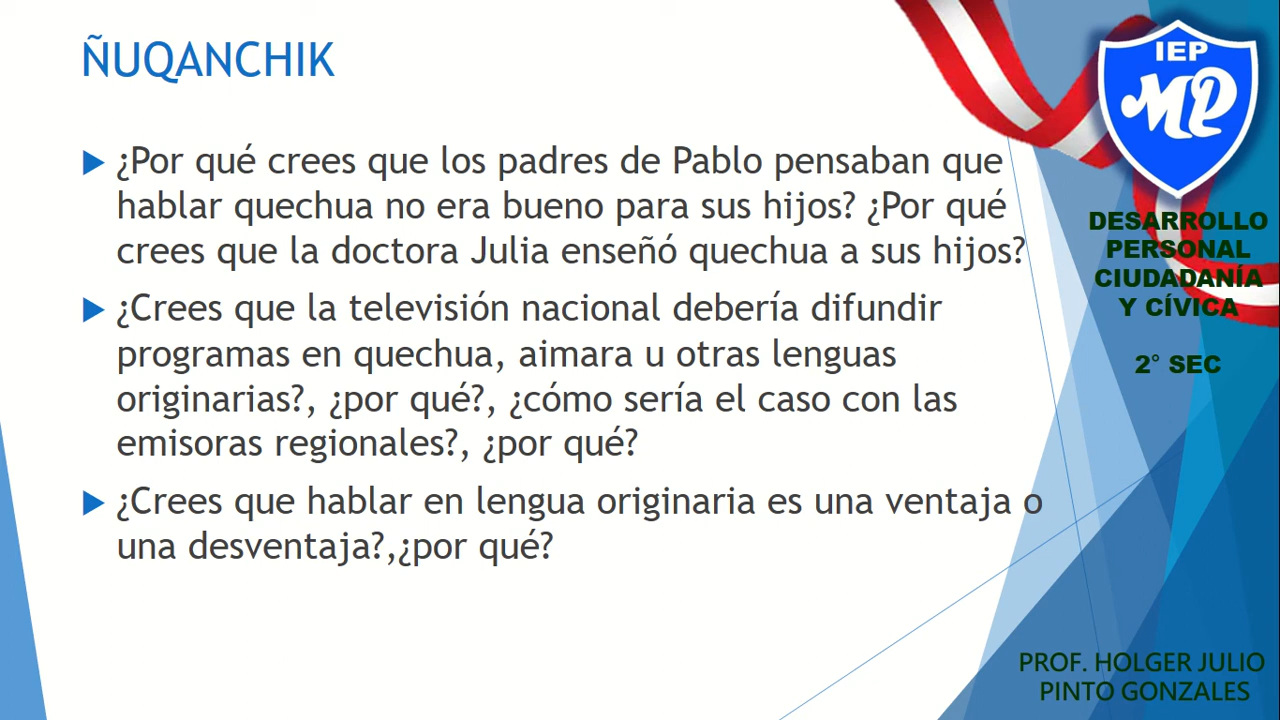 ÑUQANCHIK
¿Por qué crees que los padres de Pablo pensaban que
hablar quechua no era bueno para sus hijos? ¿Por qué
crees que la doctora Julia enseñó quechua a sus hijos?
¿Crees que la televisión nacional debería difundir
programas en quechua, aimara u otras lenguas
originarias?, ¿por qué?, ¿cómo sería el caso con las
emisoras regionales?, ¿por qué?
¿Crees que hablar en lengua originaria es una ventaja o
una desventaja?,¿por qué?
IEP
MP
DESARROLLO
PERSONAL
CIUDADANÍA
Y CÍVICA
2° SEC
PROF. HOLGER JULIO
PINTO GONZALES